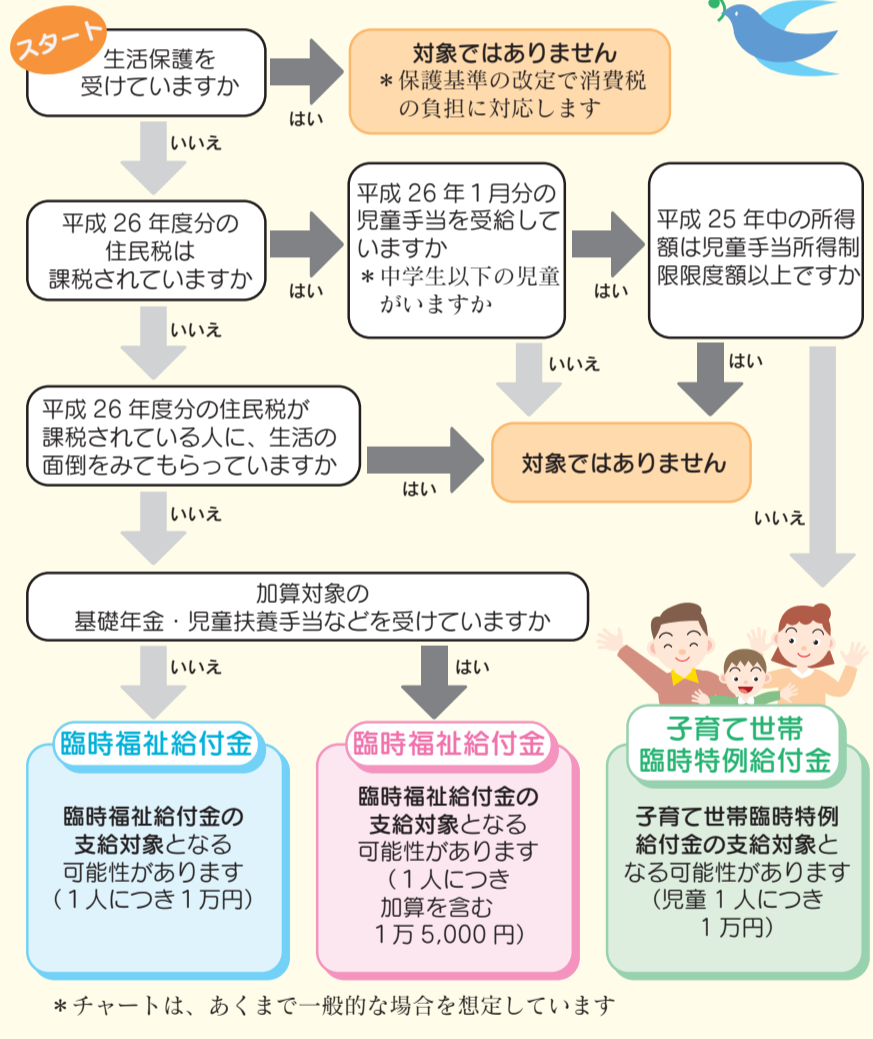 スタート
生活保護を
受けていますか
はい
対象ではありません
＊保護基準の改定で消費税
の負担に対応します
いいえ
平成 26 年度分の
住民税は
課税されていますか
はい
平成 26 年１月分の
児童手当を受給して
いますか
＊中学生以下の児童
がいますか
はい
平成 25 年中の所得
額は児童手当所得制
限限度額以上ですか
いいえ
いいえ
はい
平成 26 年度分の住民税が
課税されている人に、生活の
面倒をみてもらっていますか
はい
対象ではありません
いいえ
いいえ
加算対象の
基礎年金・児童扶養手当などを受けていますか
いいえ
はい
臨時福祉給付金
臨時福祉給付金の
支給対象となる
可能性があります
（１人につき１万円）
臨時福祉給付金
臨時福祉給付金の
支給対象となる
可能性があります
（１人につき
加算を含む
１万 5,000 円）
子育て世帯
臨時特例給付金
子育て世帯臨時特例
給付金の支給対象と
なる可能性があります
（児童１人につき
１万円）
＊チャートは、あくまで一般的な場合を想定しています